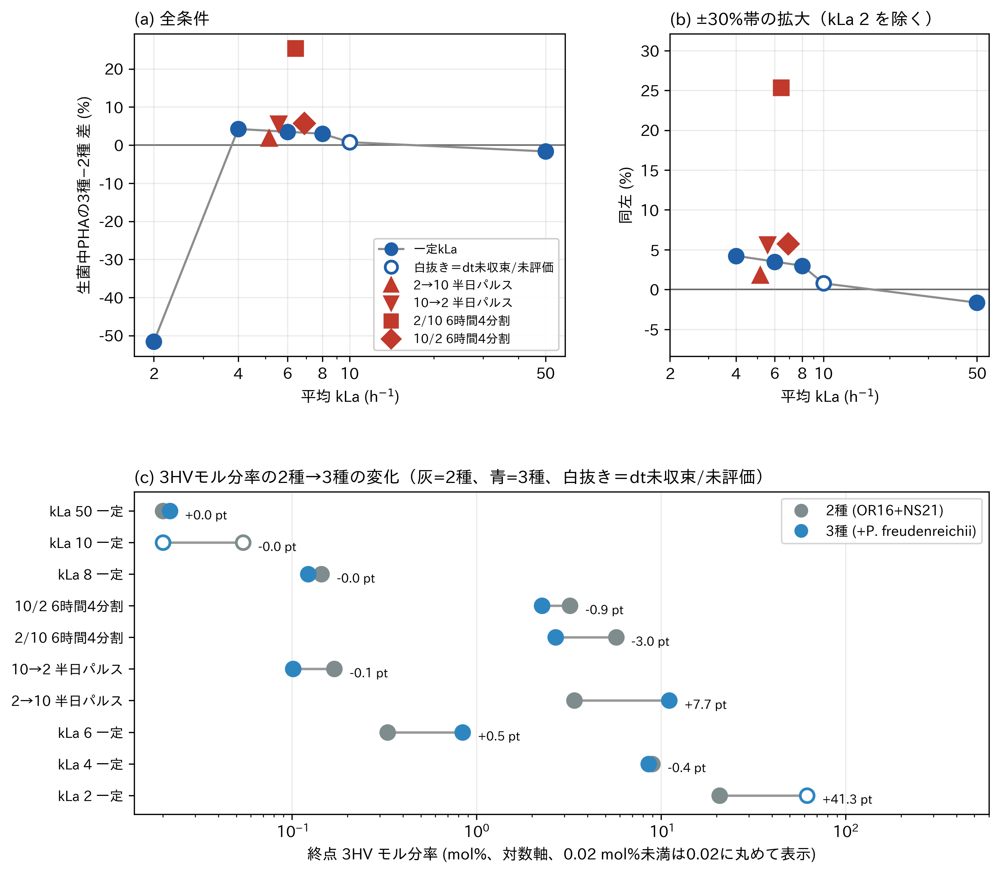 (a) 全条件
生菌中PHAの3種−2種 差 (%)
20
10
0
-10
-20
-30
-40
-50
一定kLa
白抜き＝dt未収束/未評価
2→10 半日パルス
10→2 半日パルス
2/10 6時間4分割
10/2 6時間4分割
2 4 6 8 10 50
平均 kLa (h⁻¹)
(b) ±30%帯の拡大（kLa 2 を除く）
同左 (%)
30
25
20
15
10
5
0
-5
2 4 6 8 10 50
平均 kLa (h⁻¹)
(c) 3HVモル分率の2種→3種の変化（灰=2種、青=3種、白抜き＝dt未収束/未評価）
2種 (OR16+NS21)
3種 (+P. freudenreichii)
kLa 50 一定 +0.0 pt
kLa 10 一定 -0.0 pt
kLa 8 一定 -0.0 pt
10/2 6時間4分割 -0.9 pt
2/10 6時間4分割 -3.0 pt
10→2 半日パルス -0.1 pt
2→10 半日パルス +7.7 pt
kLa 6 一定 +0.5 pt
kLa 4 一定 -0.4 pt
kLa 2 一定 +41.3 pt
10⁻¹ 10⁰ 10¹ 10²
終点 3HV モル分率 (mol%、対数軸、0.02 mol%未満は0.02に丸めて表示)